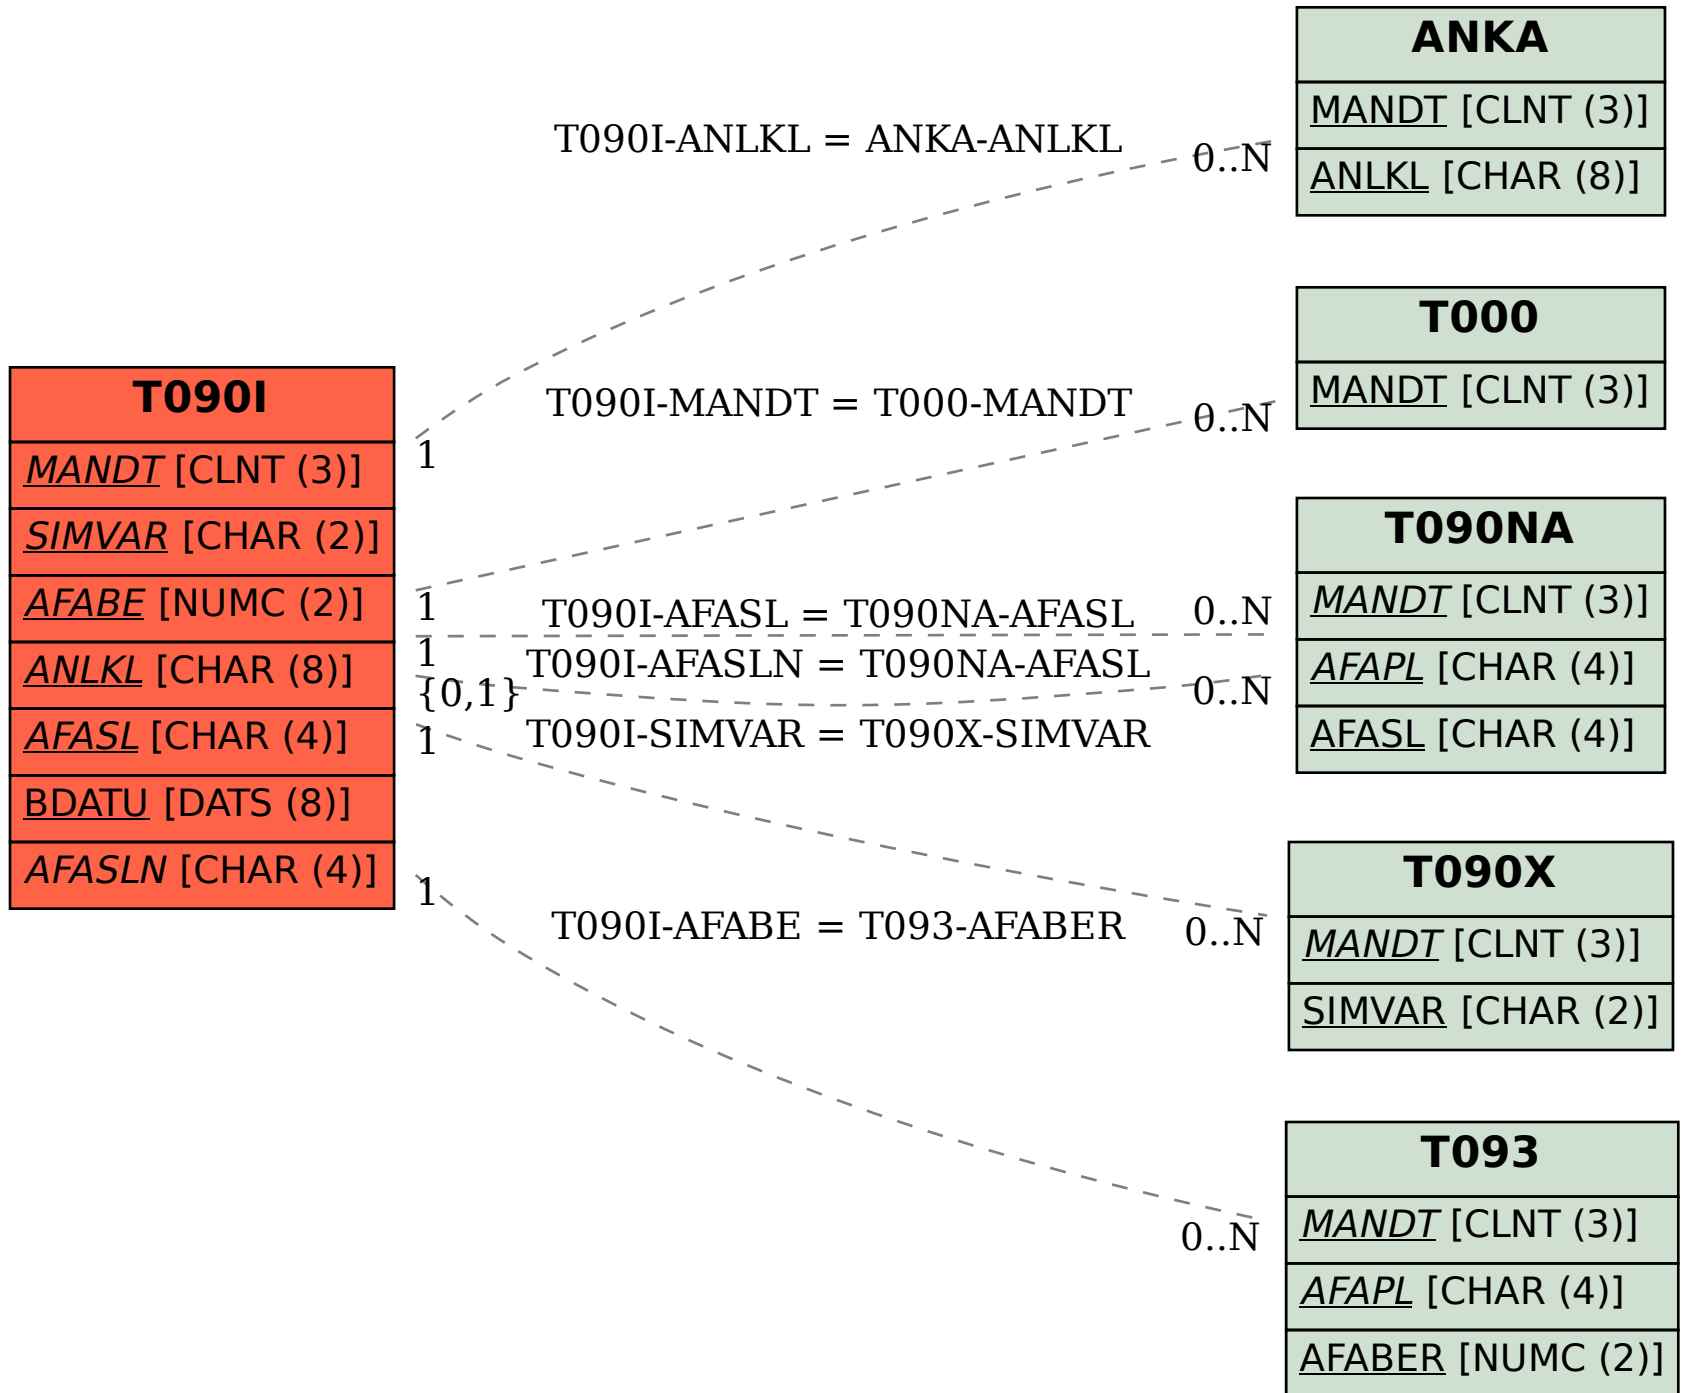 T090I
MANDT [CLNT (3)]
SIMVAR [CHAR (2)]
AFABE [NUMC (2)]
ANLKL [CHAR (8)]
AFASL [CHAR (4)]
BDATU [DATS (8)]
AFASLN [CHAR (4)]
T090I-ANLKL = ANKA-ANLKL
0..N
1
T090I-MANDT = T000-MANDT
0..N
1
T090I-AFASL = T090NA-AFASL
0..N
1
T090I-AFASLN = T090NA-AFASL
0..N
{0,1}
T090I-SIMVAR = T090X-SIMVAR
0..N
1
T090I-AFABE = T093-AFABER
0..N
1
ANKA
MANDT [CLNT (3)]
ANLKL [CHAR (8)]
T000
MANDT [CLNT (3)]
T090NA
MANDT [CLNT (3)]
AFAPL [CHAR (4)]
AFASL [CHAR (4)]
T090X
MANDT [CLNT (3)]
SIMVAR [CHAR (2)]
T093
MANDT [CLNT (3)]
AFAPL [CHAR (4)]
AFABER [NUMC (2)]